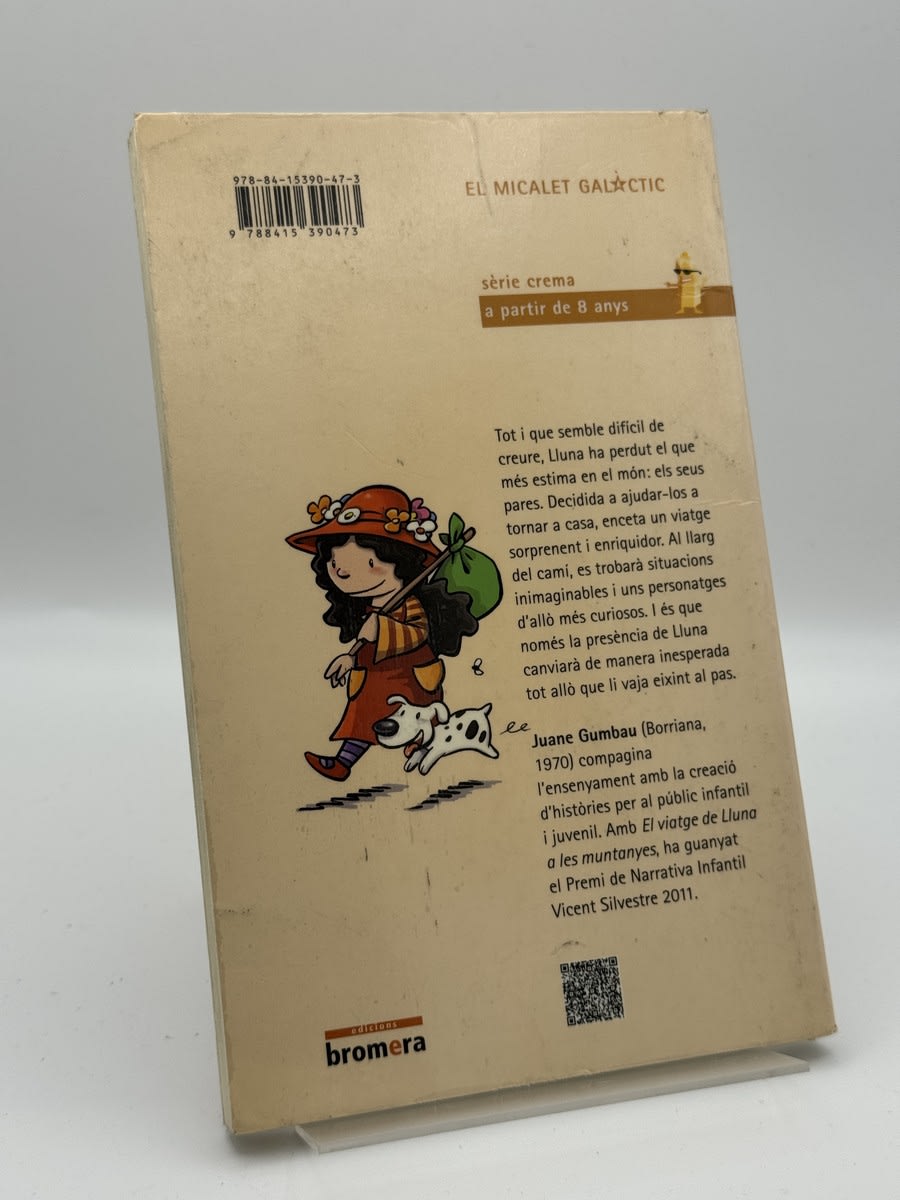 978-84-15390-47-3
9 788415 390473
EL MICALET GALÀCTIC
sèrie crema
a partir de 8 anys
Tot i que semble difícil de
creure, Lluna ha perdut el que
més estima en el món: els seus
pares. Decidida a ajudar-los a
tornar a casa, enceta un viatge
sorprenent i enriquidor. Al llarg
del camí, es trobarà situacions
inimaginables i uns personatges
d'allò més curiosos. I és que
només la presència de Lluna
canviarà de manera inesperada
tot allò que li vaja eixint al pas.
Juane Gumbau (Borriana,
1970) compagina
l'ensenyament amb la creació
d'històries per al públic infantil
i juvenil. Amb El viatge de Lluna
a les muntanyes, ha guanyat
el Premi de Narrativa Infantil
Vicent Silvestre 2011.
edicions
bromera